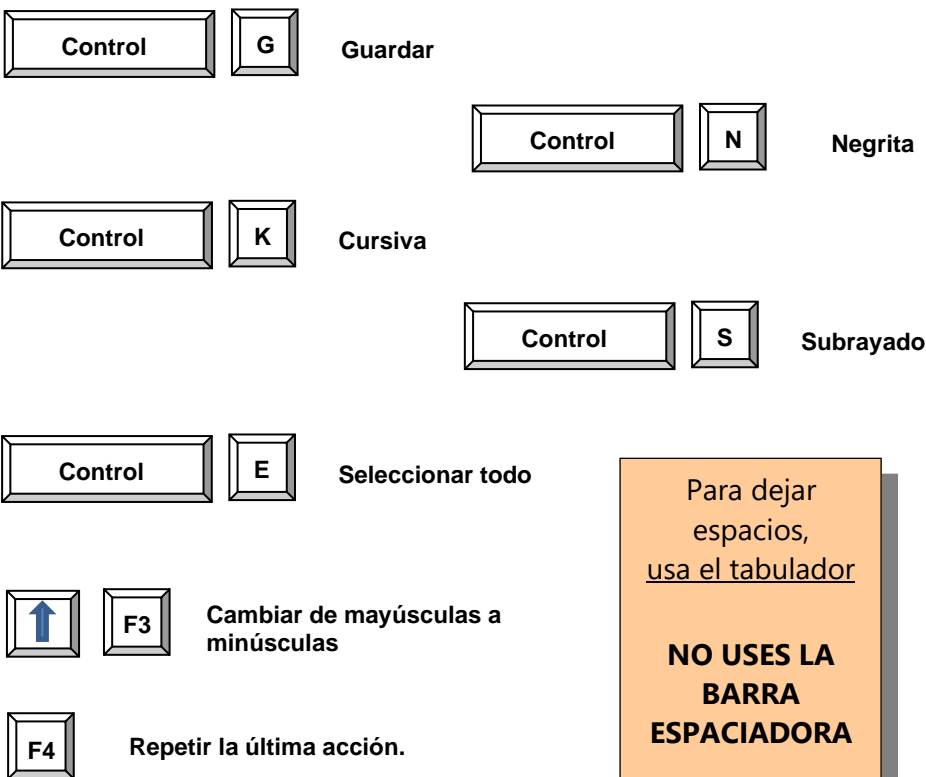 Control G Guardar
Control N Negrita
Control K Cursiva
Control S Subrayado
Control E Seleccionar todo
F3 Cambiar de mayúsculas a
minúsculas
F4 Repetir la última acción.
Para dejar
espacios,
usa el tabulador
NO USES LA
BARRA
ESPACIADORA